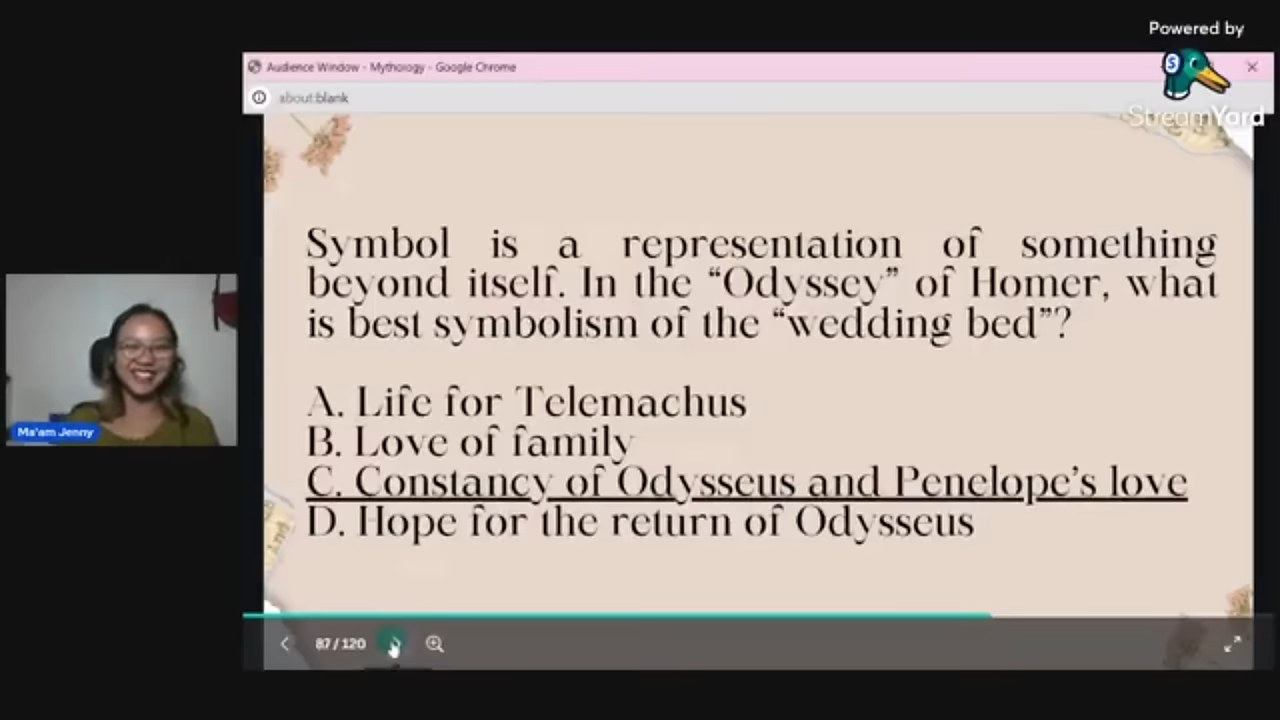 Powered by
StreamYard
Audience Window - Mythology - Google Chrome
about:blank
Symbol is a representation of something
beyond itself. In the “Odyssey” of Homer, what
is best symbolism of the “wedding bed”?
A. Life for Telemachus
B. Love of family
C. Constancy of Odysseus and Penelope’s love
D. Hope for the return of Odysseus
Ma'am Jenny
87 / 120